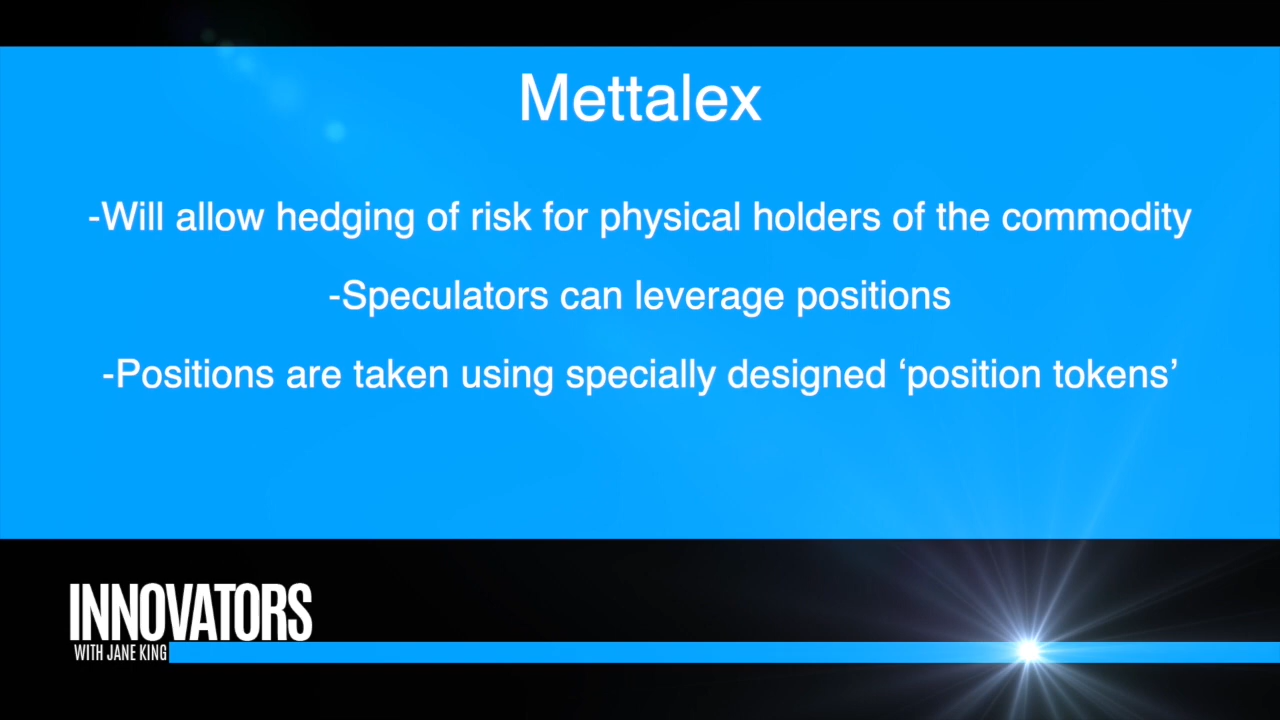 Mettalex
-Will allow hedging of risk for physical holders of the commodity
-Speculators can leverage positions
-Positions are taken using specially designed ‘position tokens’
INNOVATORS
WITH JANE KING